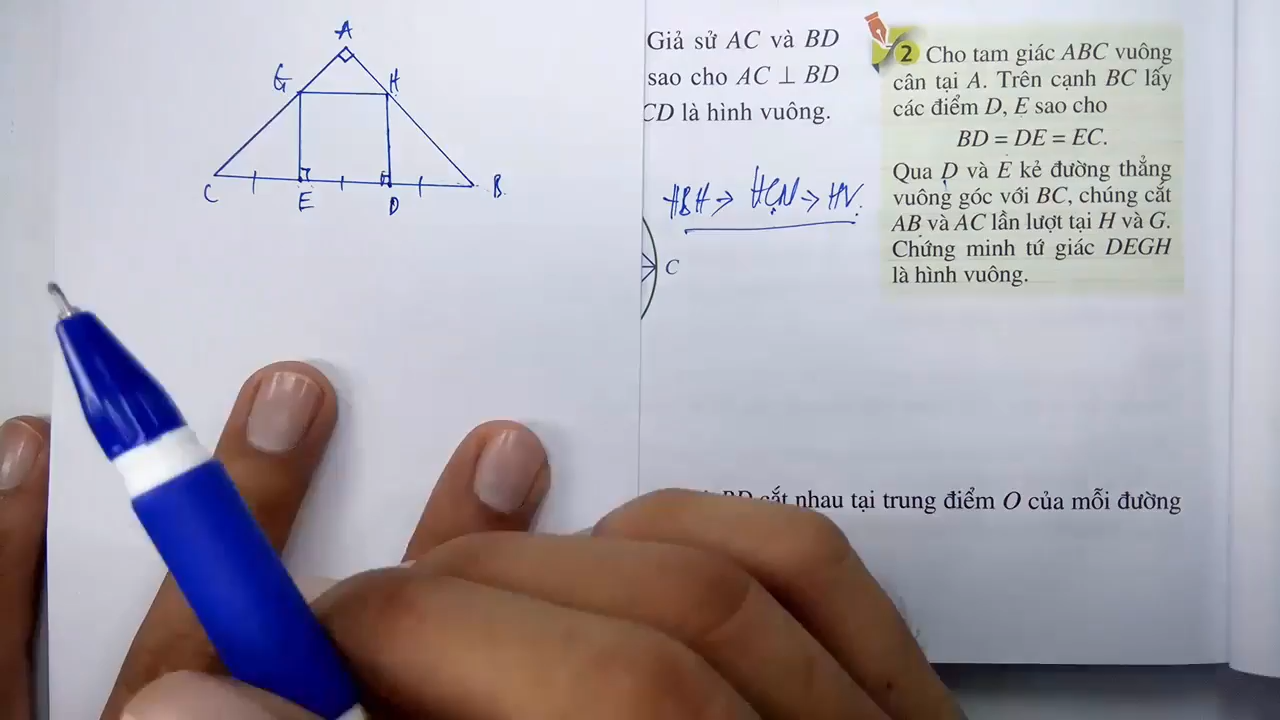 A
G
H
C
E
D
B
Giả sử AC và BD
sao cho AC ⊥ BD
CD là hình vuông.
HBH → HCN → HV.
C
2 Cho tam giác ABC vuông
cân tại A. Trên cạnh BC lấy
các điểm D, E sao cho
BD = DE = EC.
Qua D và E kẻ đường thẳng
vuông góc với BC, chúng cắt
AB và AC lần lượt tại H và G.
Chứng minh tứ giác DEGH
là hình vuông.
BD cắt nhau tại trung điểm O của mỗi đường